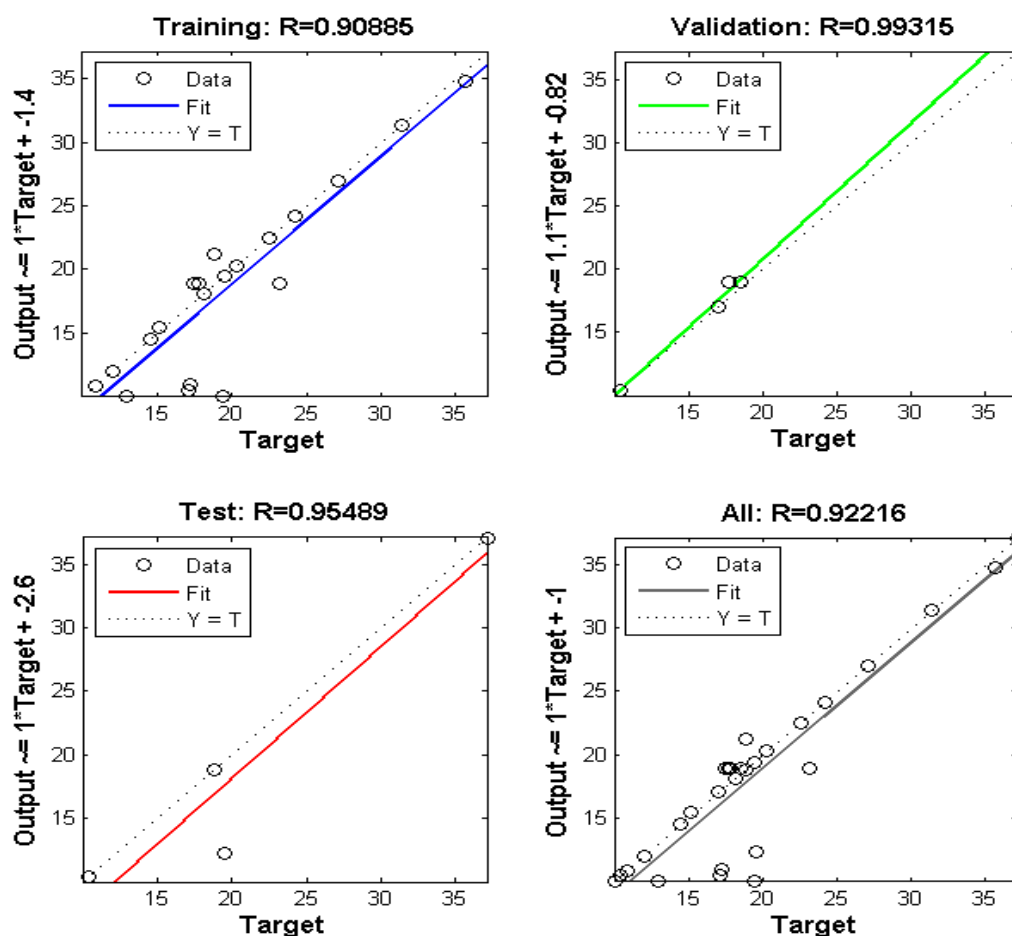 Training: R=0.90885
Output ~= 1*Target + -1.4
Data
Fit
Y = T
35
30
25
20
15
15 20 25 30 35
Target
Validation: R=0.99315
Output ~= 1.1*Target + -0.82
Data
Fit
Y = T
35
30
25
20
15
15 20 25 30 35
Target
Test: R=0.95489
Output ~= 1*Target + -2.6
Data
Fit
Y = T
35
30
25
20
15
15 20 25 30 35
Target
All: R=0.92216
Output ~= 1*Target + -1
Data
Fit
Y = T
35
30
25
20
15
15 20 25 30 35
Target